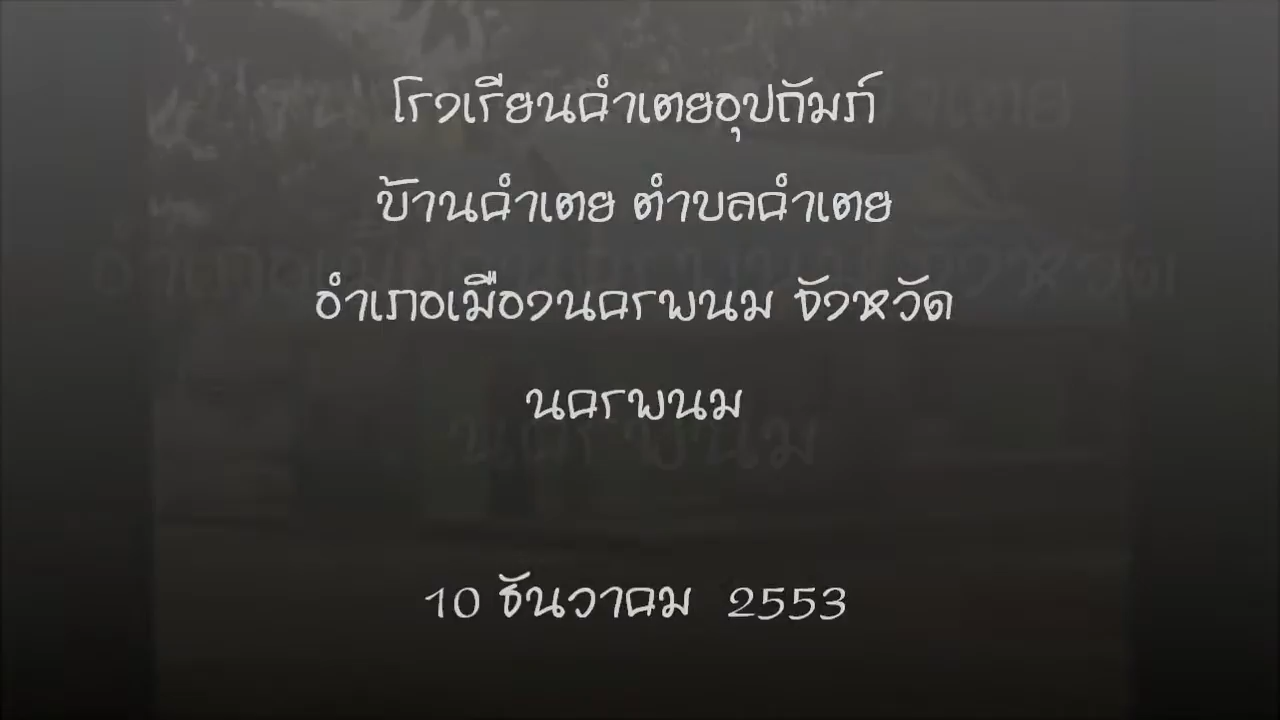 โรงเรียนคำเตยอุปถัมภ์
บ้านคำเตย ตำบลคำเตย
อำเภอเมืองนครพนม จังหวัด
นครพนม
10 ธันวาคม 2553